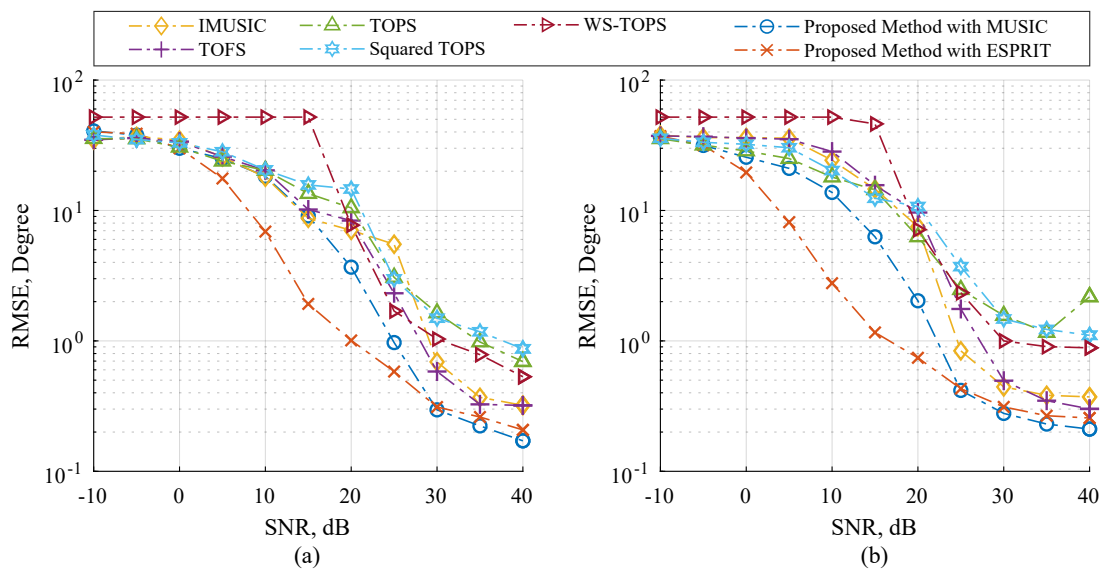 IMUSIC TOPS WS-TOPS Proposed Method with MUSIC
TOFS Squared TOPS Proposed Method with ESPRIT
10^2 10^2
10^1 10^1
10^0 10^0
10^-1 10^-1
RMSE, Degree RMSE, Degree
-10 0 10 20 30 40 -10 0 10 20 30 40
SNR, dB SNR, dB
(a) (b)